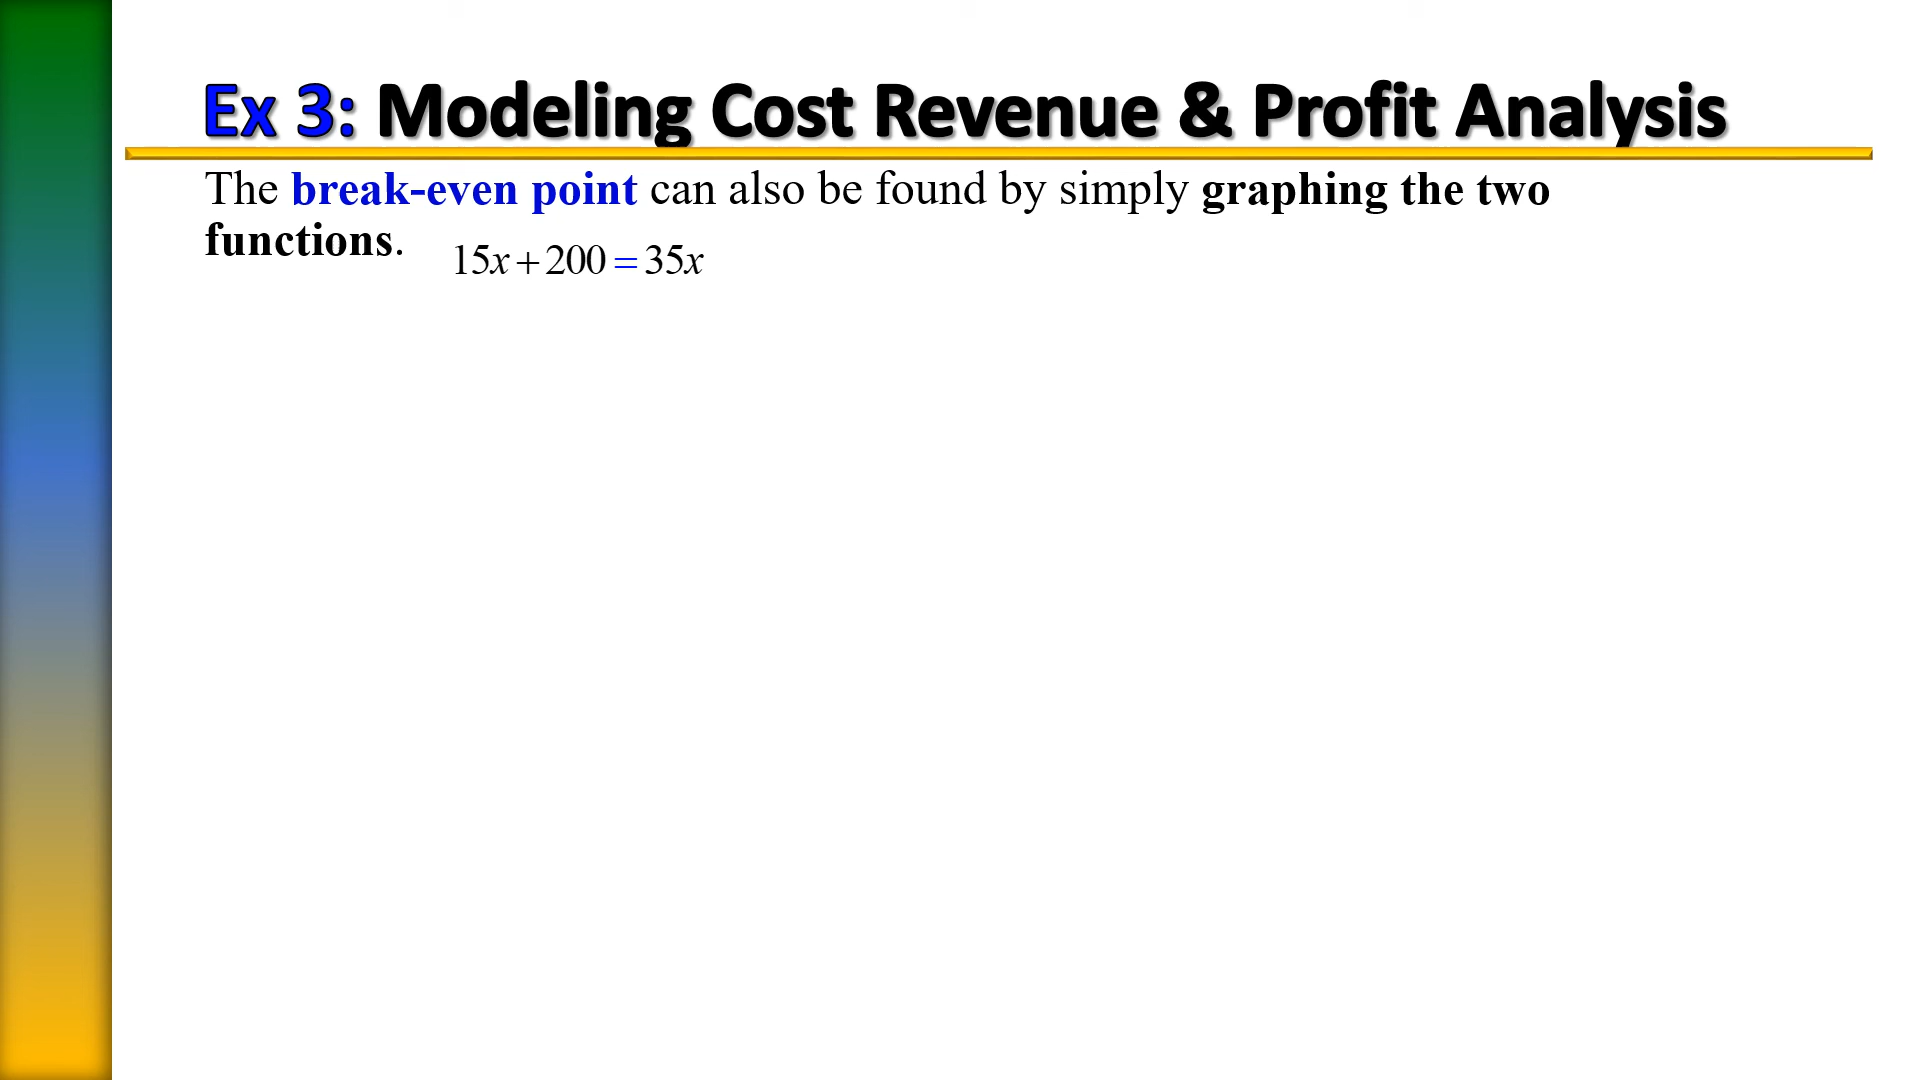 Ex 3: Modeling Cost Revenue & Profit Analysis
The break-even point can also be found by simply graphing the two
functions.
15x+200=35x